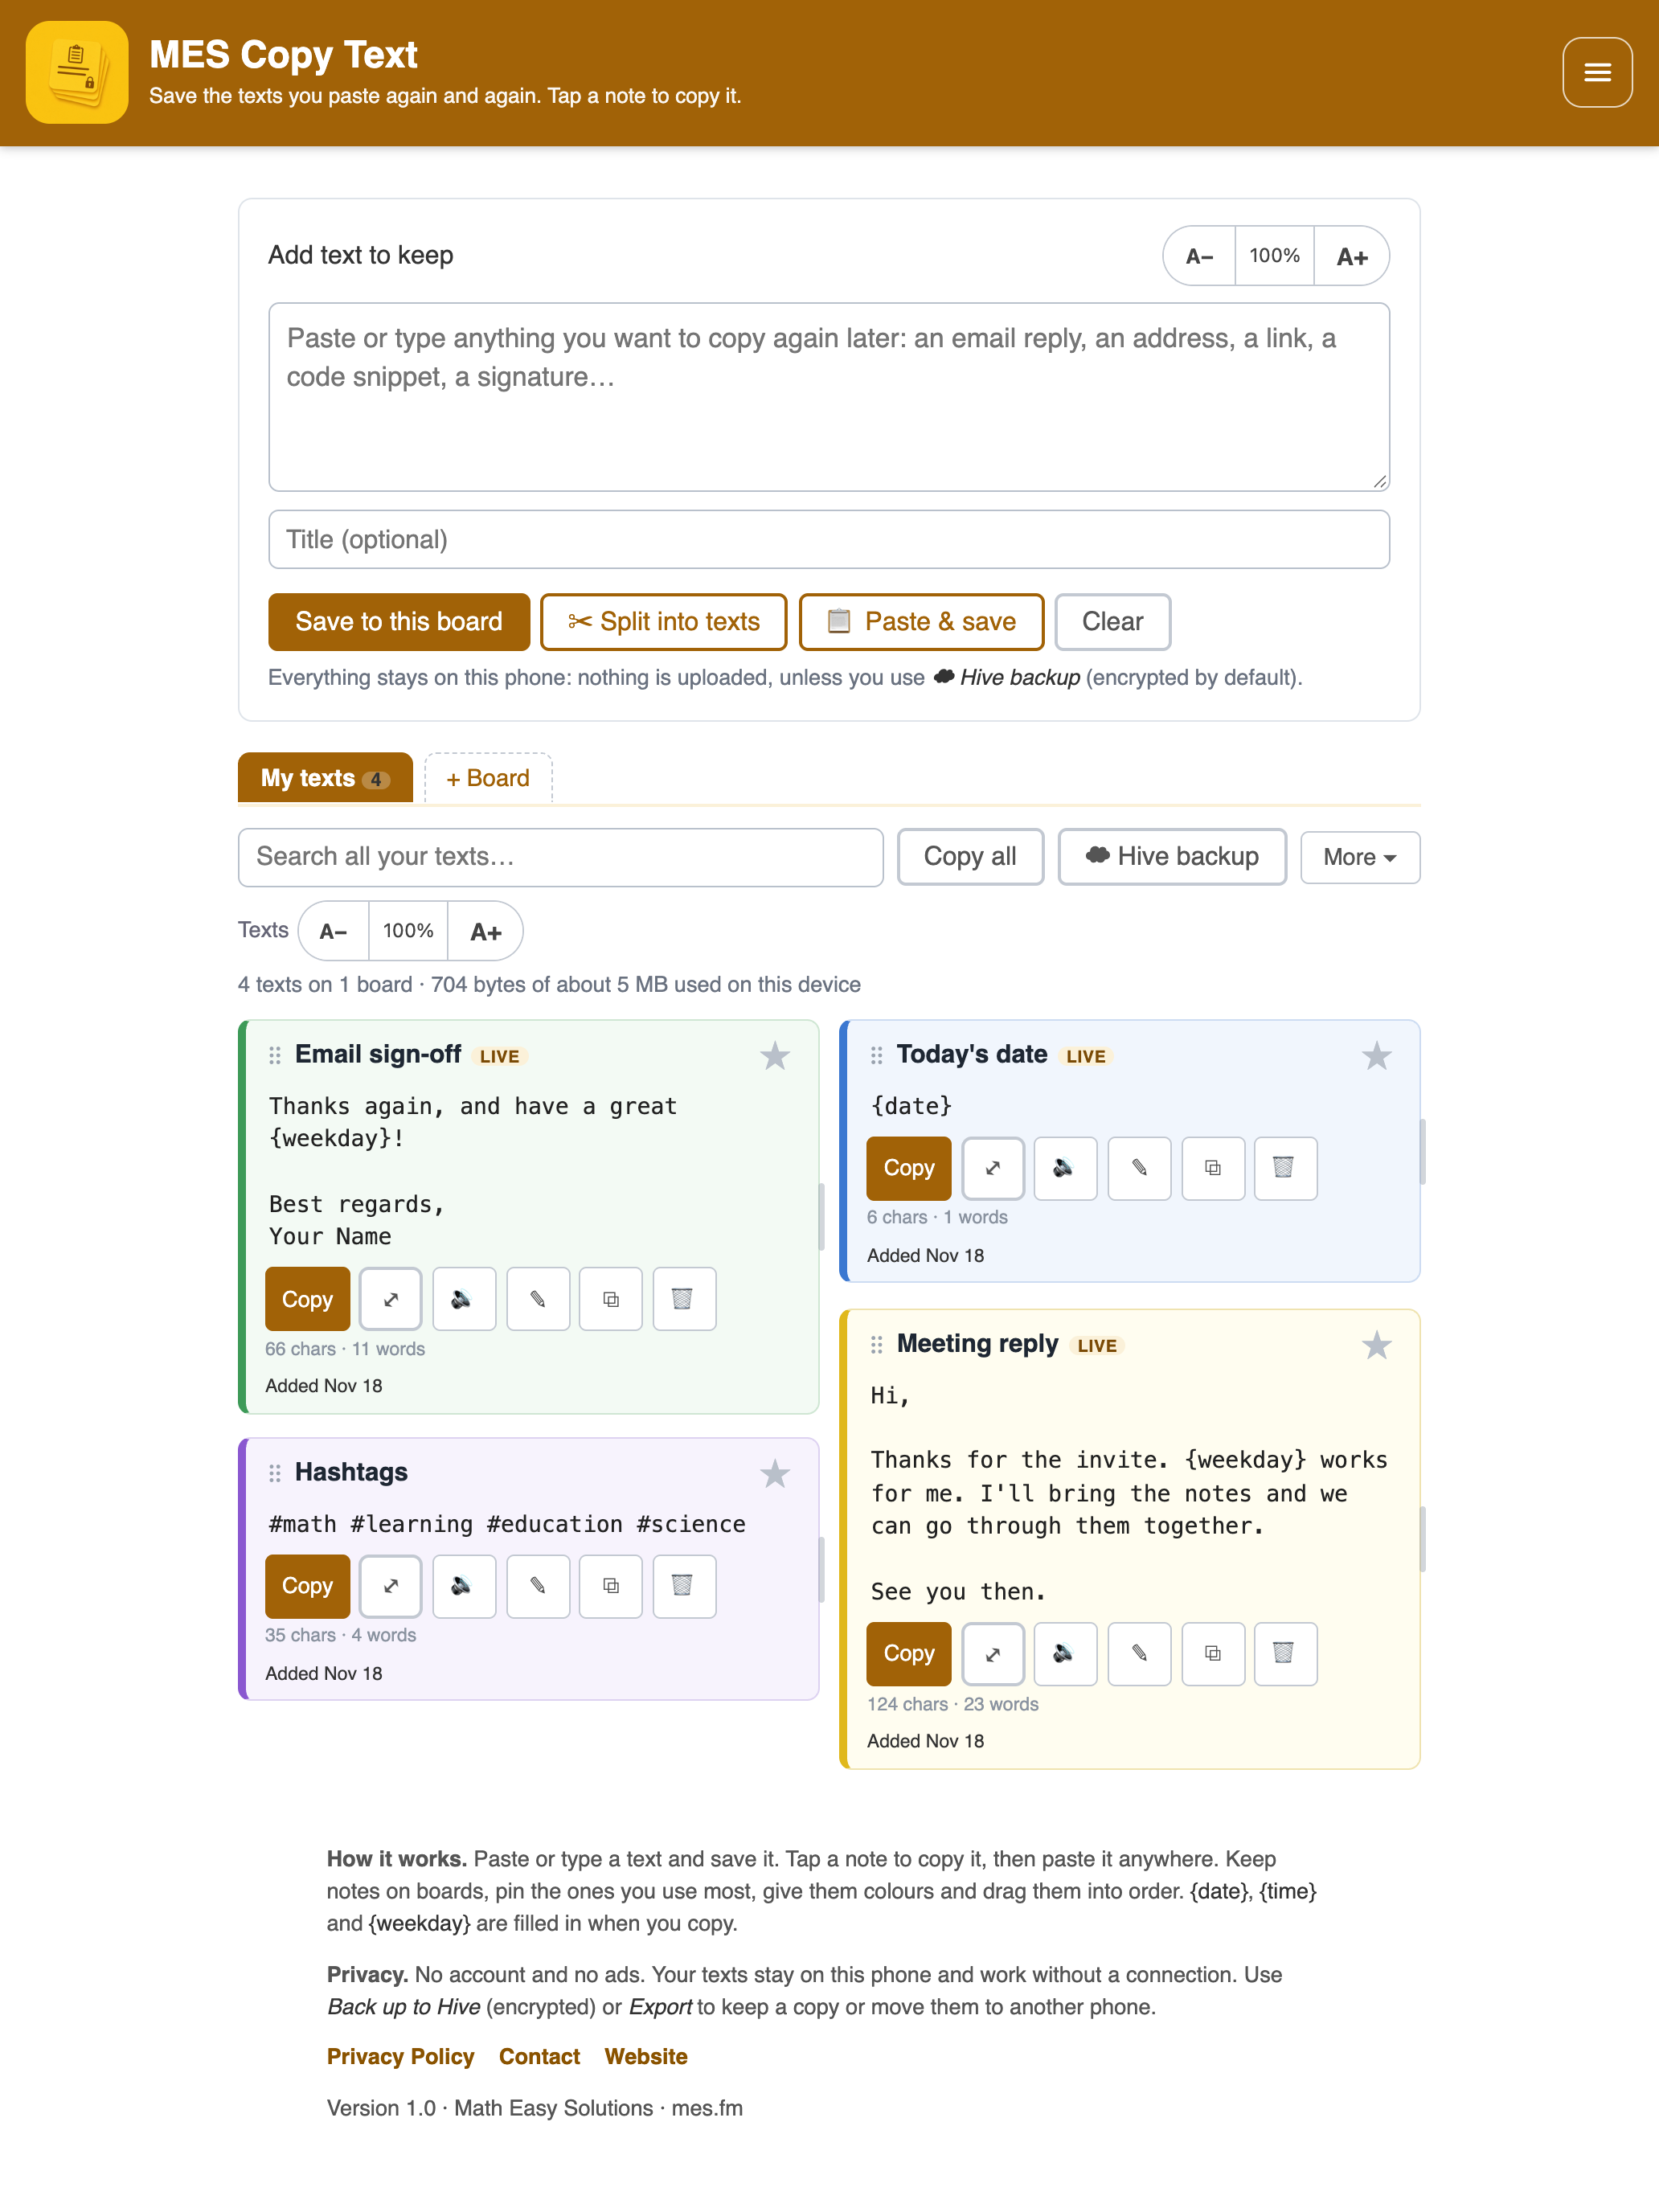 MES Copy Text
Save the texts you paste again and again. Tap a note to copy it.
Add text to keep
A− 100% A+
Paste or type anything you want to copy again later: an email reply, an address, a link, a
code snippet, a signature…
Title (optional)
Save to this board
Split into texts
Paste & save
Clear
Everything stays on this phone: nothing is uploaded, unless you use Hive backup (encrypted by default).
My texts 4
+ Board
Search all your texts…
Copy all
Hive backup
More
Texts A− 100% A+
4 texts on 1 board · 704 bytes of about 5 MB used on this device
Email sign-off LIVE
Thanks again, and have a great
{weekday}!
Best regards,
Your Name
Copy
66 chars · 11 words
Added Nov 18
Hashtags
#math #learning #education #science
Copy
35 chars · 4 words
Added Nov 18
Today's date LIVE
{date}
Copy
6 chars · 1 words
Added Nov 18
Meeting reply LIVE
Hi,
Thanks for the invite. {weekday} works
for me. I'll bring the notes and we
can go through them together.
See you then.
Copy
124 chars · 23 words
Added Nov 18
How it works. Paste or type a text and save it. Tap a note to copy it, then paste it anywhere. Keep
notes on boards, pin the ones you use most, give them colours and drag them into order. {date}, {time}
and {weekday} are filled in when you copy.
Privacy. No account and no ads. Your texts stay on this phone and work without a connection. Use
Back up to Hive (encrypted) or Export to keep a copy or move them to another phone.
Privacy Policy Contact Website
Version 1.0 · Math Easy Solutions · mes.fm